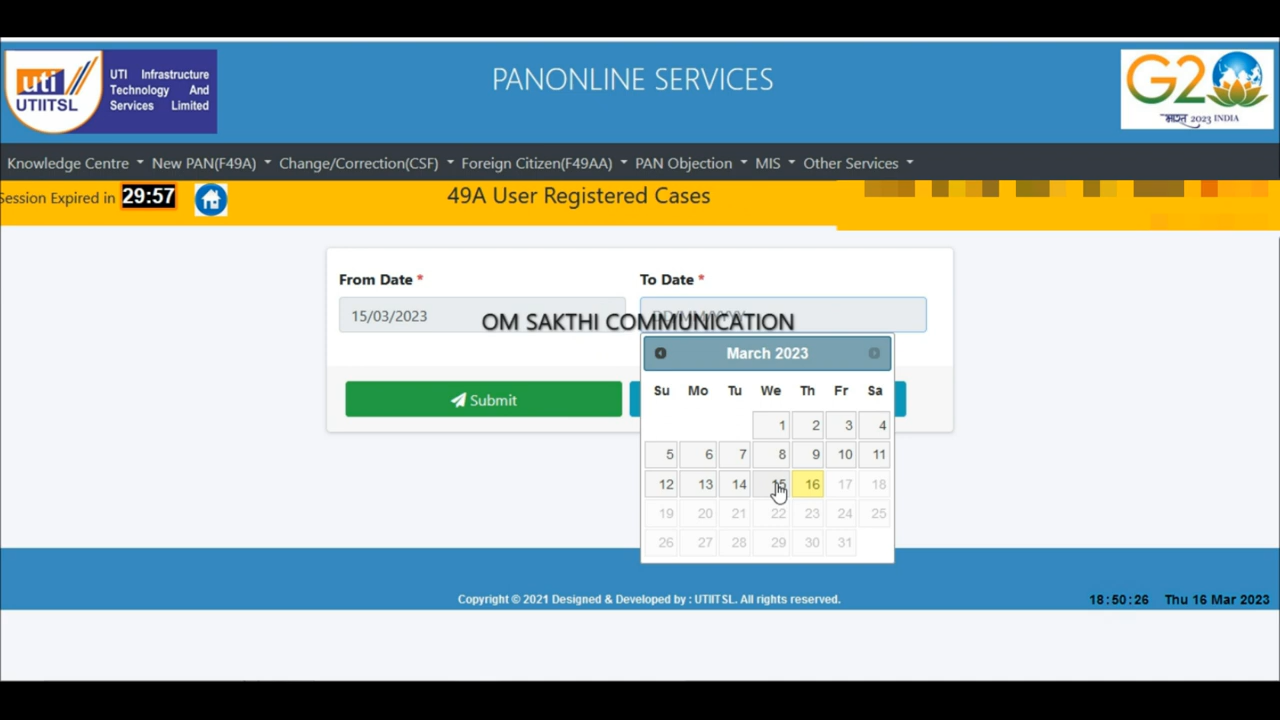 uti
UTIITSL
UTI Infrastructure
Technology And
Services Limited
PANONLINE SERVICES
G20
भारत 2023 INDIA
Knowledge Centre New PAN(F49A) Change/Correction(CSF) Foreign Citizen(F49AA) PAN Objection MIS Other Services
Session Expired in 29:57
49A User Registered Cases
From Date * To Date *
15/03/2023
OM SAKTHI COMMUNICATION
March 2023
Su Mo Tu We Th Fr Sa
Submit
1 2 3 4
5 6 7 8 9 10 11
12 13 14 15 16 17 18
19 20 21 22 23 24 25
26 27 28 29 30 31
Copyright © 2021 Designed & Developed by : UTIITSL. All rights reserved.
18:50:26 Thu 16 Mar 2023